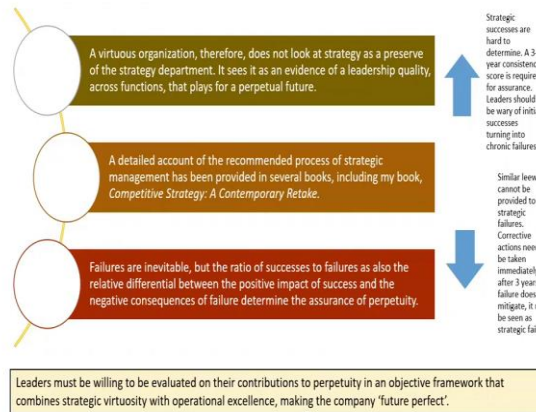 A virtuous organization, therefore, does not look at strategy as a preserve
of the strategy department. It sees it as an evidence of a leadership quality,
across functions, that plays for a perpetual future.
A detailed account of the recommended process of strategic
management has been provided in several books, including my book,
Competitive Strategy: A Contemporary Retake.
Failures are inevitable, but the ratio of successes to failures as also the
relative differential between the positive impact of success and the
negative consequences of failure determine the assurance of perpetuity.
Strategic
successes are
hard to
determine. A 3-
year
score is
for assurance.
Leaders should
be wary of
successes
turning into
chronic
Similar
cannot be
provided to
strategic
failures.
Corrective
actions
be taken
immediately
after 3 years
failure does
mitigate, it
be seen as
strategic
Leaders must be willing to be evaluated on their contributions to perpetuity in an objective framework that
combines strategic virtuosity with operational excellence, making the company 'future perfect'.